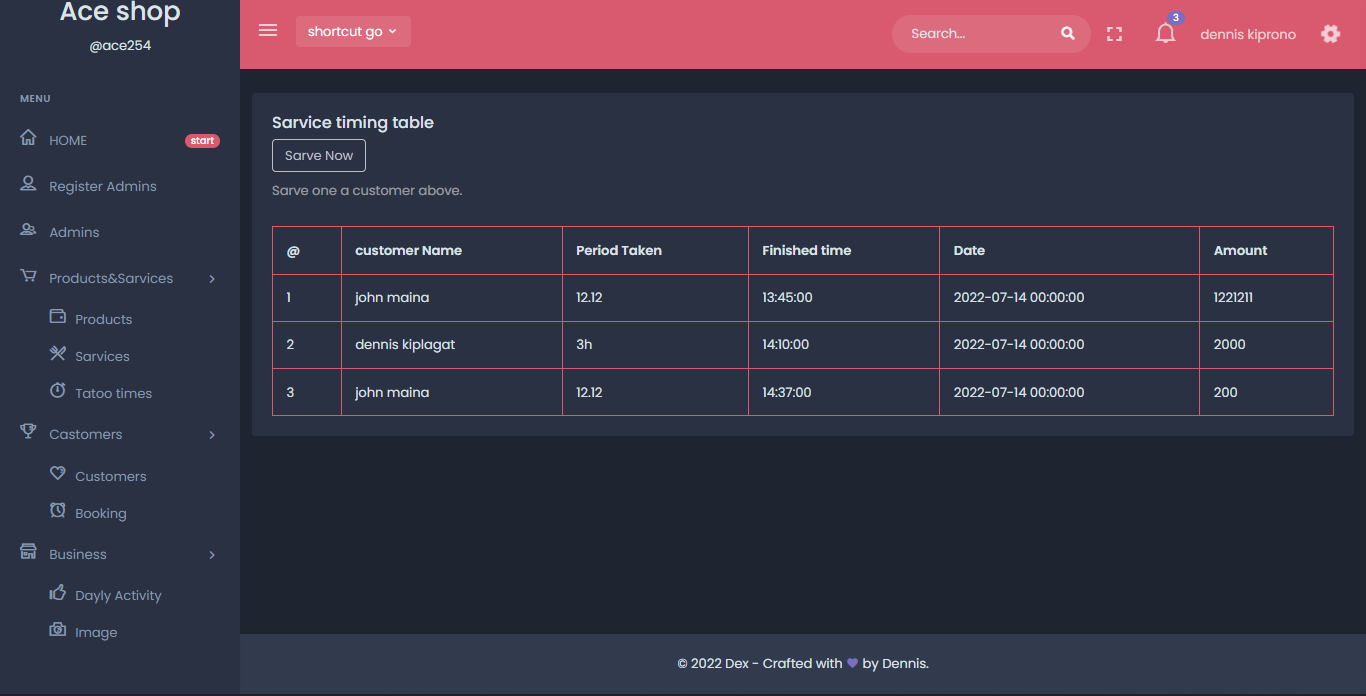 Ace shop
@ace254
MENU
HOME start
Register Admins
Admins
Products&Sarvices
Products
Sarvices
Tatoo times
Castomers
Customers
Booking
Business
Dayly Activity
Image
shortcut go
Search...
3
dennis kiprono
Sarvice timing table
Sarve Now
Sarve one a customer above.
@ customer Name Period Taken Finished time Date Amount
1 john maina 12.12 13:45:00 2022-07-14 00:00:00 1221211
2 dennis kiplagat 3h 14:10:00 2022-07-14 00:00:00 2000
3 john maina 12.12 14:37:00 2022-07-14 00:00:00 200
© 2022 Dex - Crafted with by Dennis.